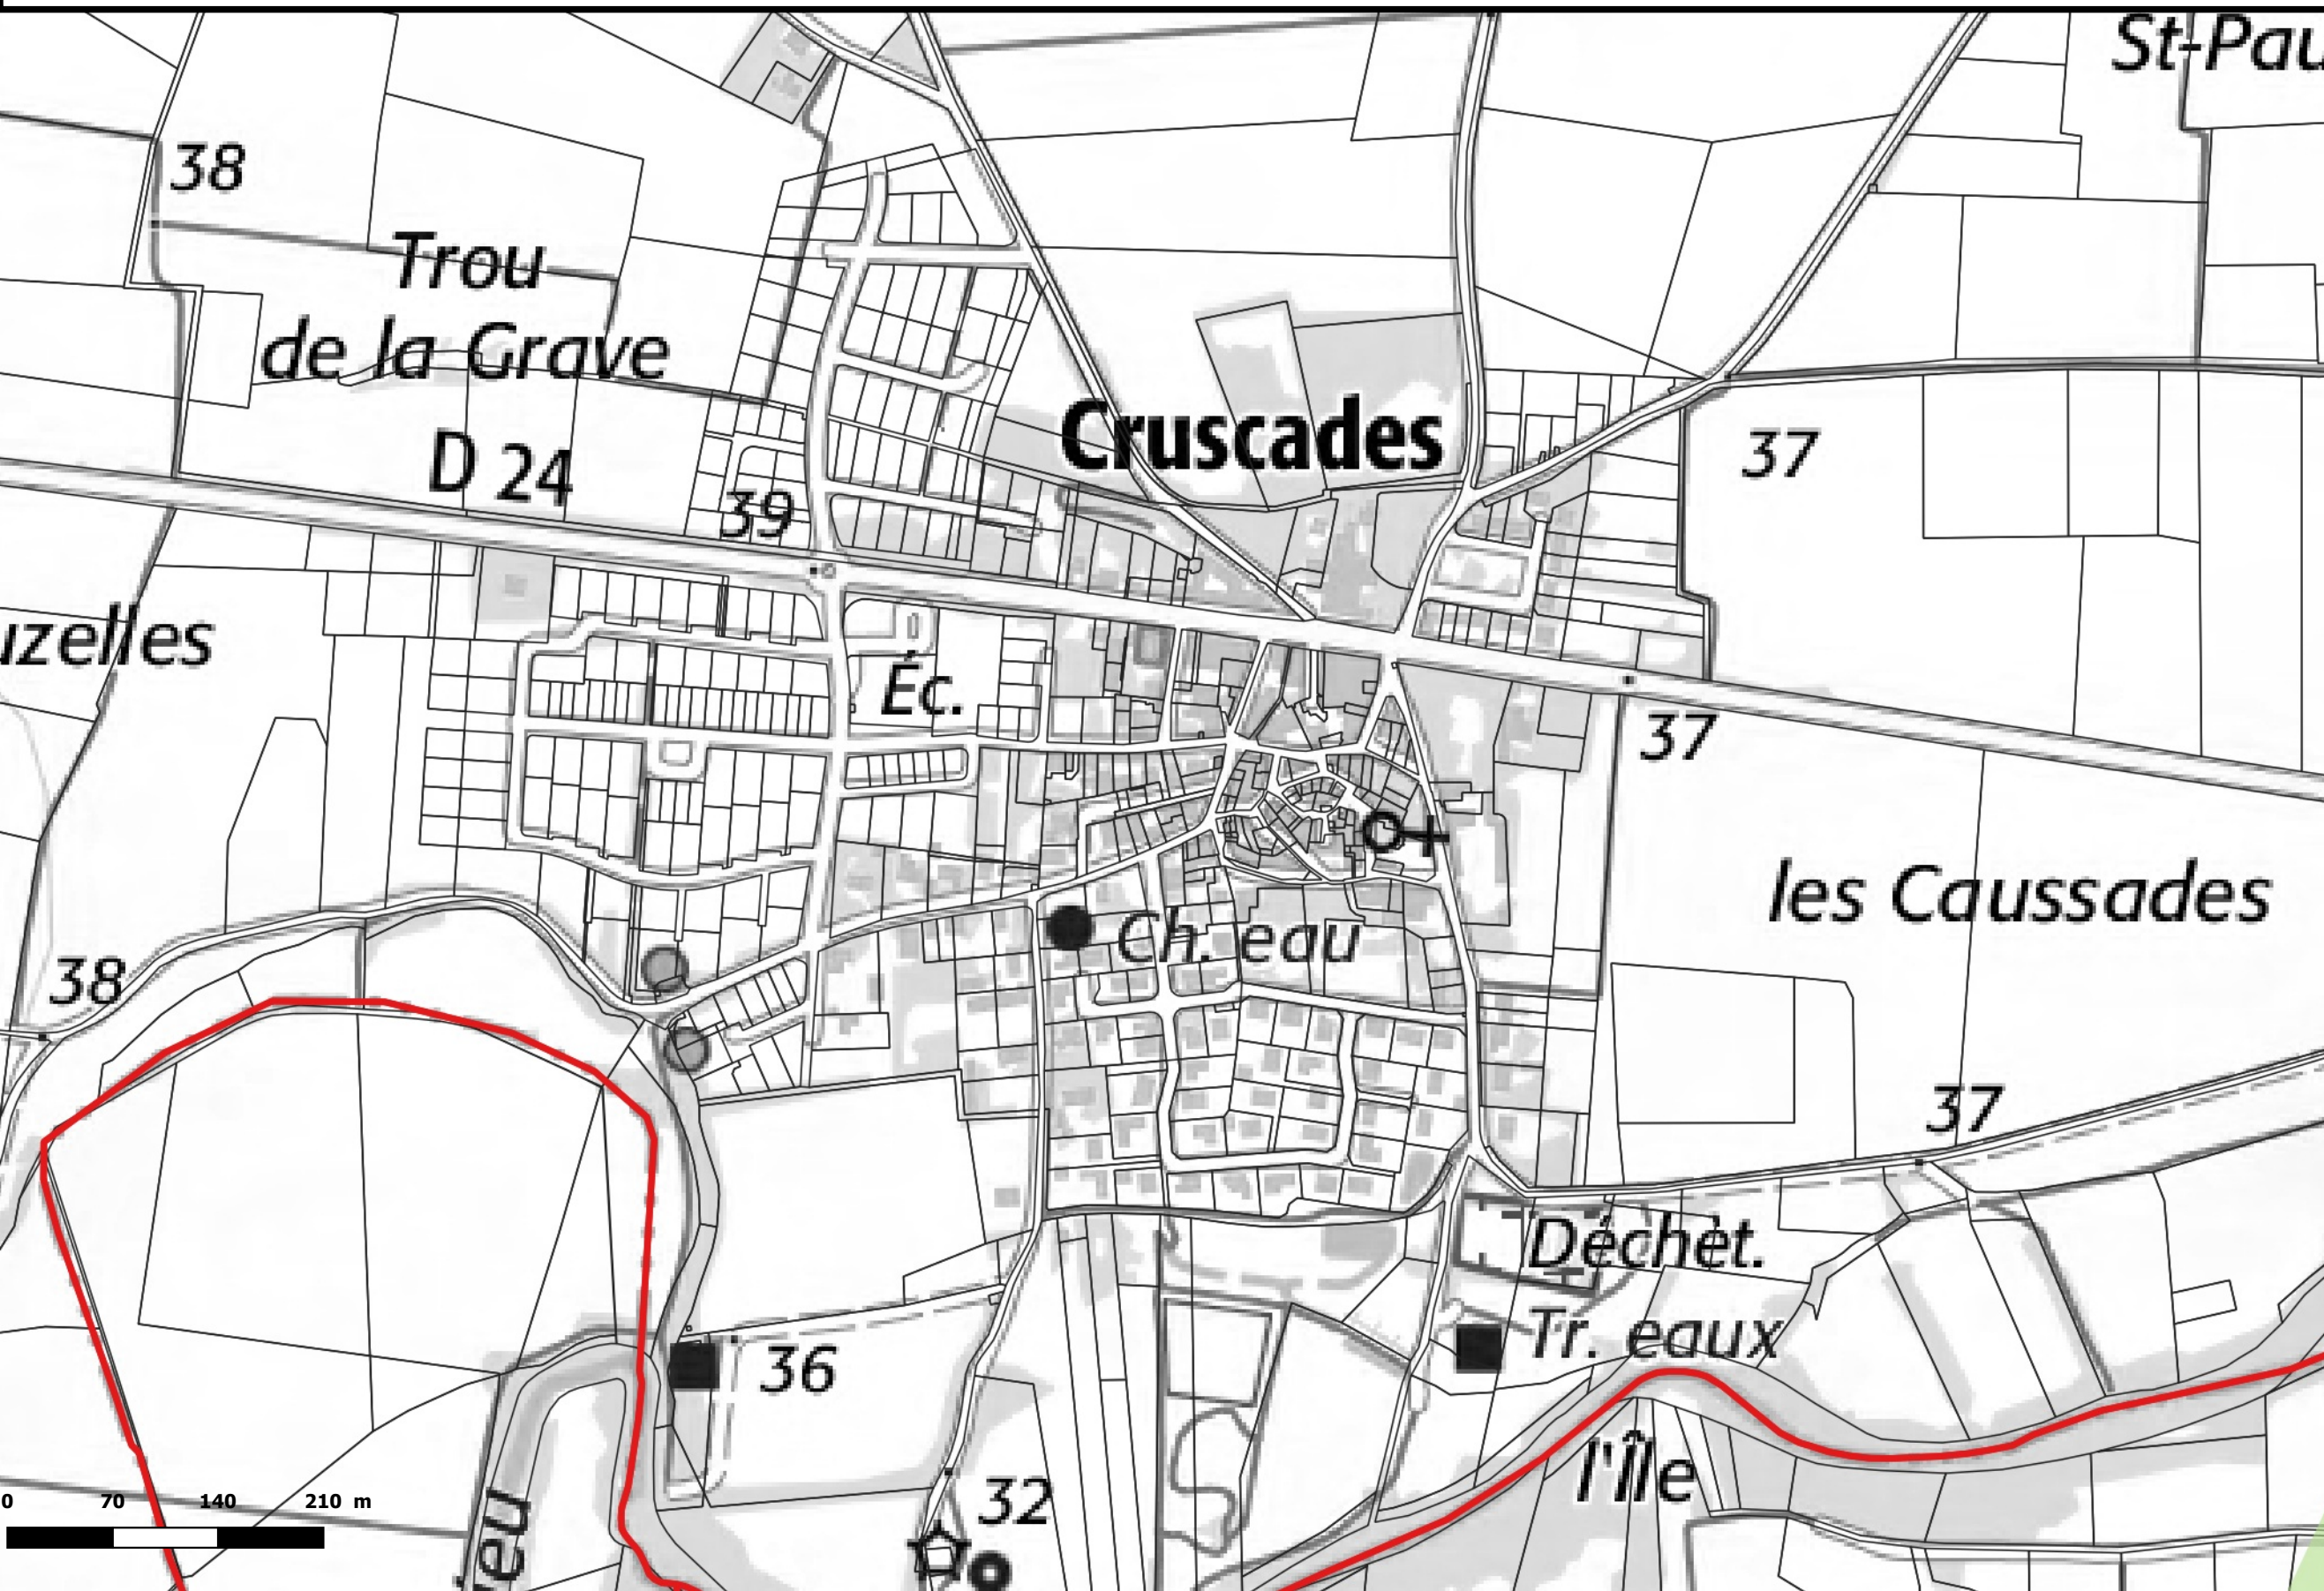 St-Pau
38
Trou
de la Grave
Cruscades
D 24
37
39
uzelles
Éc.
37
les Caussades
Ch. eau
38
37
Déchet.
Tr. eaux
36
l'Île
32
0 70 140 210 m
ieu